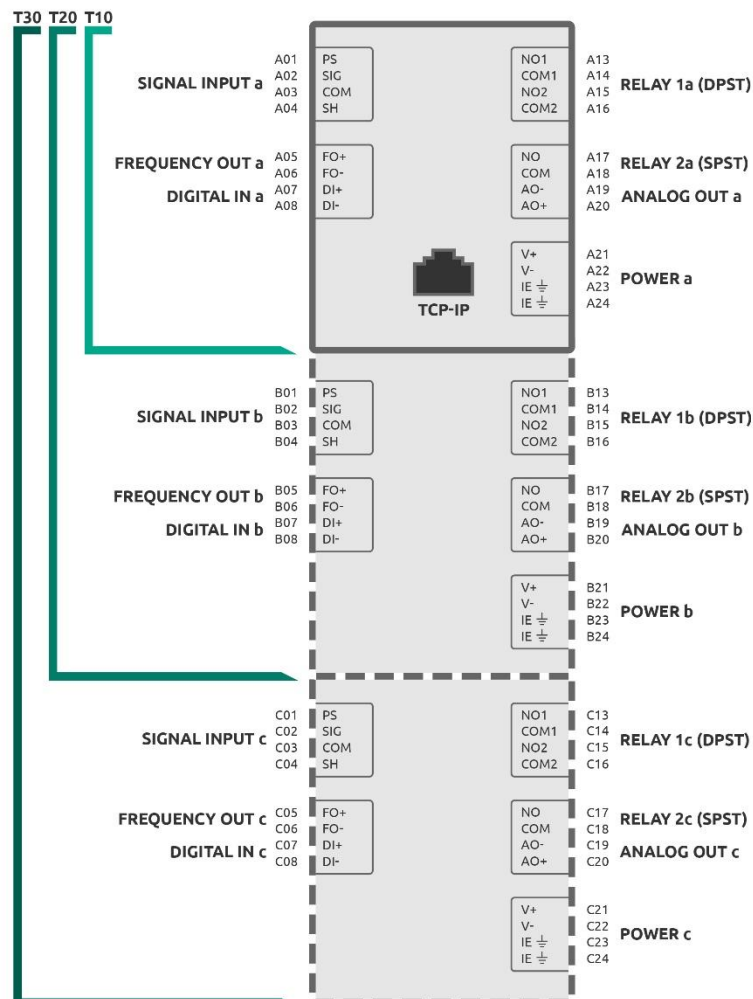 T30 T20 T10
SIGNAL INPUT a
A01 PS
A02 SIG
A03 COM
A04 SH
NO1 A13
COM1 A14
NO2 A15
COM2 A16
RELAY 1a (DPST)
FREQUENCY OUT a
DIGITAL IN a
A05 FO+
A06 FO-
A07 DI+
A08 DI-
NO A17
COM A18
AO- A19
AO+ A20
RELAY 2a (SPST)
ANALOG OUT a
TCP-IP
V+ A21
V- A22
IE ⏚ A23
IE ⏚ A24
POWER a
SIGNAL INPUT b
B01 PS
B02 SIG
B03 COM
B04 SH
NO1 B13
COM1 B14
NO2 B15
COM2 B16
RELAY 1b (DPST)
FREQUENCY OUT b
DIGITAL IN b
B05 FO+
B06 FO-
B07 DI+
B08 DI-
NO B17
COM B18
AO- B19
AO+ B20
RELAY 2b (SPST)
ANALOG OUT b
V+ B21
V- B22
IE ⏚ B23
IE ⏚ B24
POWER b
SIGNAL INPUT c
C01 PS
C02 SIG
C03 COM
C04 SH
NO1 C13
COM1 C14
NO2 C15
COM2 C16
RELAY 1c (DPST)
FREQUENCY OUT c
DIGITAL IN c
C05 FO+
C06 FO-
C07 DI+
C08 DI-
NO C17
COM C18
AO- C19
AO+ C20
RELAY 2c (SPST)
ANALOG OUT c
V+ C21
V- C22
IE ⏚ C23
IE ⏚ C24
POWER c